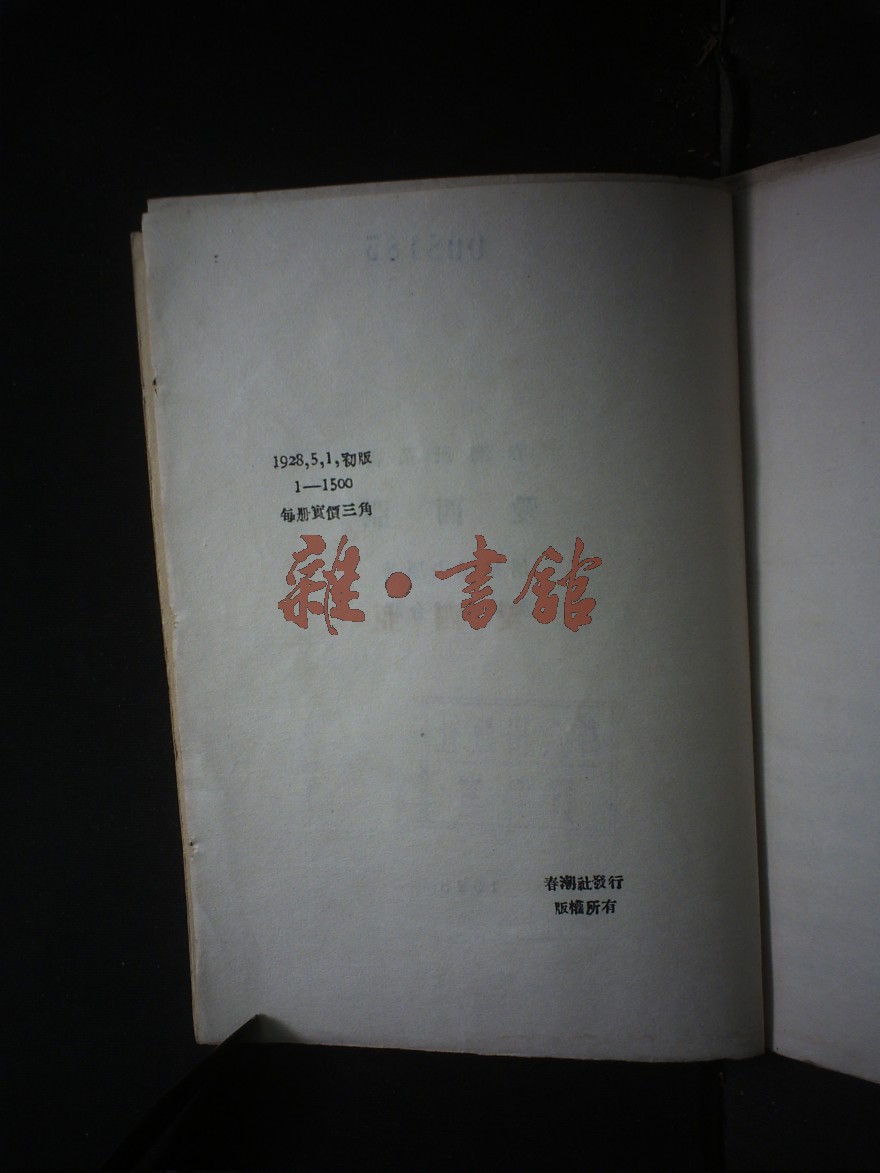 1928,5,1,初版
1—1500
每册實價三角
雜·書館
春潮社發行
版權所有